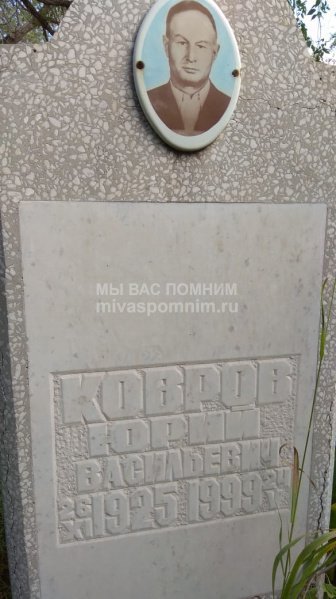 МЫ ВАС ПОМНИМ
mivaspomnim.ru
КОВРОВ
ЮРИЙ
ВАСИЛЬЕВИЧ
1925 1999